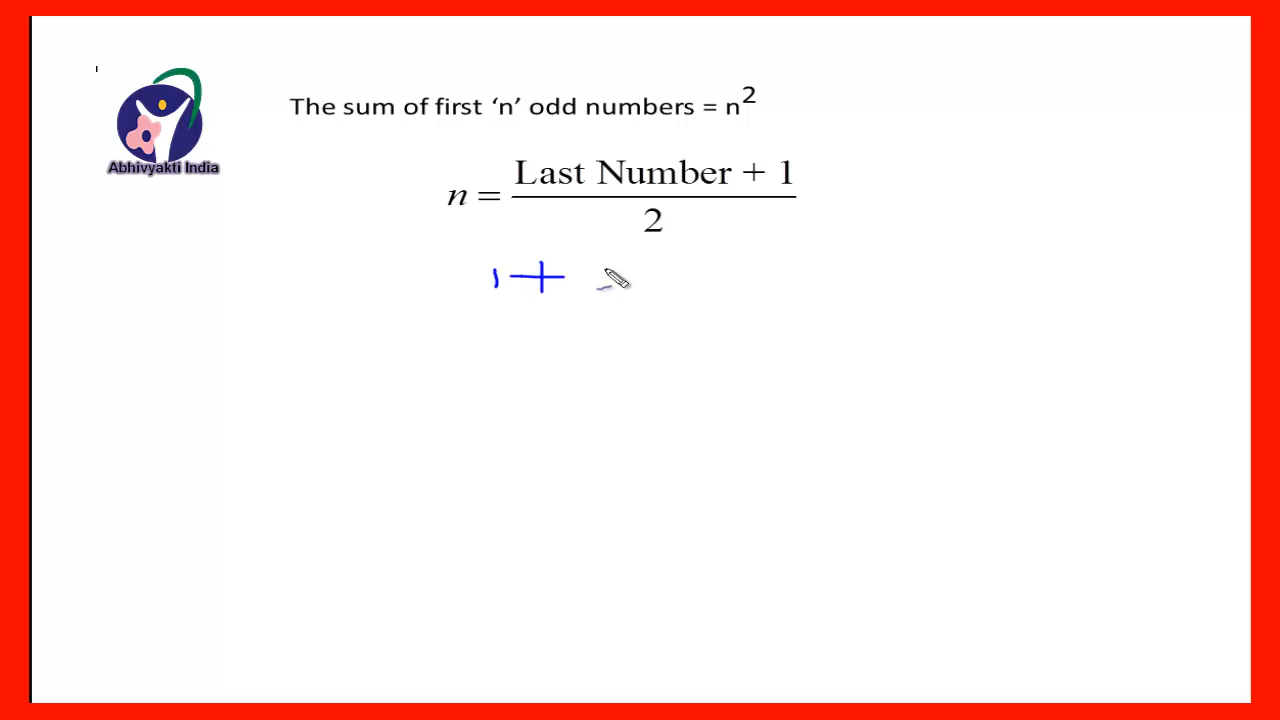 The sum of first ‘n’ odd numbers = n²
Abhivyakti India
n = Last Number + 1
2
1 +